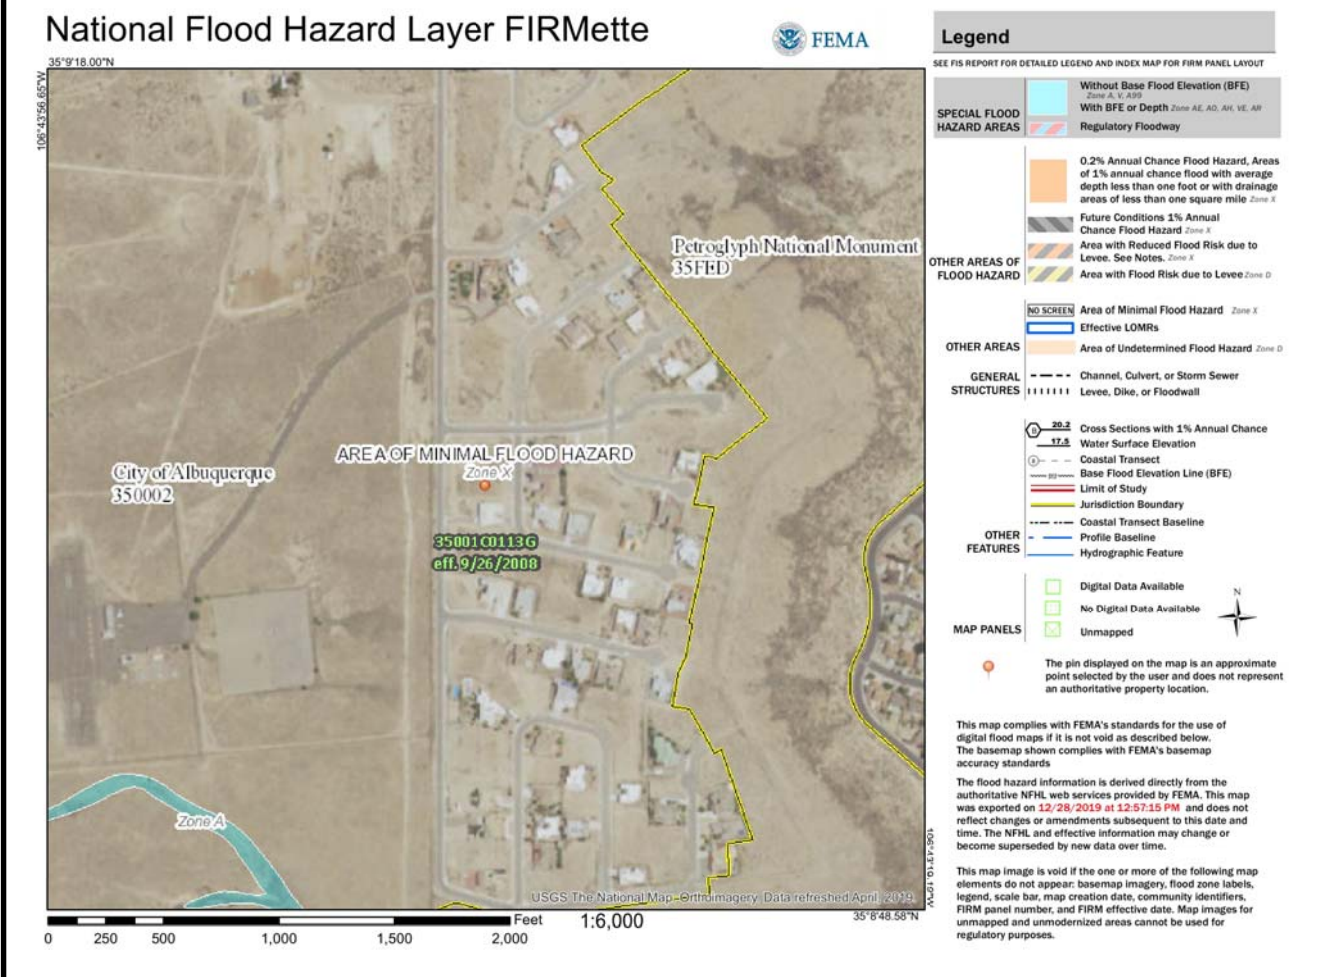 National Flood Hazard Layer FIRMette
FEMA
35°9'18.00"N
106°43'56.65"W
Petroglyph National Monument
35FED
AREA OF MINIMAL FLOOD HAZARD
Zone X
City of Albuquerque
350002
35001C0113G
eff. 9/26/2008
Zone A
106°43'19.19"W
USGS The National Map: Orthoimagery. Data refreshed April, 2019.
35°8'48.58"N
Feet
1:6,000
0 250 500 1,000 1,500 2,000
Legend
SEE FIS REPORT FOR DETAILED LEGEND AND INDEX MAP FOR FIRM PANEL LAYOUT
SPECIAL FLOOD
HAZARD AREAS
Without Base Flood Elevation (BFE)
Zone A, V, A99
With BFE or Depth Zone AE, AO, AH, VE, AR
Regulatory Floodway
OTHER AREAS OF
FLOOD HAZARD
0.2% Annual Chance Flood Hazard, Areas
of 1% annual chance flood with average
depth less than one foot or with drainage
areas of less than one square mile Zone X
Future Conditions 1% Annual
Chance Flood Hazard Zone X
Area with Reduced Flood Risk due to
Levee. See Notes. Zone X
Area with Flood Risk due to Levee Zone D
OTHER AREAS
NO SCREEN Area of Minimal Flood Hazard Zone X
Effective LOMRs
Area of Undetermined Flood Hazard Zone D
GENERAL
STRUCTURES
Channel, Culvert, or Storm Sewer
Levee, Dike, or Floodwall
OTHER
FEATURES
B 20.2 Cross Sections with 1% Annual Chance
17.5 Water Surface Elevation
8 Coastal Transect
513 Base Flood Elevation Line (BFE)
Limit of Study
Jurisdiction Boundary
Coastal Transect Baseline
Profile Baseline
Hydrographic Feature
MAP PANELS
Digital Data Available
No Digital Data Available
Unmapped
N
The pin displayed on the map is an approximate
point selected by the user and does not represent
an authoritative property location.
This map complies with FEMA's standards for the use of
digital flood maps if it is not void as described below.
The basemap shown complies with FEMA's basemap
accuracy standards
The flood hazard information is derived directly from the
authoritative NFHL web services provided by FEMA. This map
was exported on 12/28/2019 at 12:57:15 PM and does not
reflect changes or amendments subsequent to this date and
time. The NFHL and effective information may change or
become superseded by new data over time.
This map image is void if the one or more of the following map
elements do not appear: basemap imagery, flood zone labels,
legend, scale bar, map creation date, community identifiers,
FIRM panel number, and FIRM effective date. Map images for
unmapped and unmodernized areas cannot be used for
regulatory purposes.